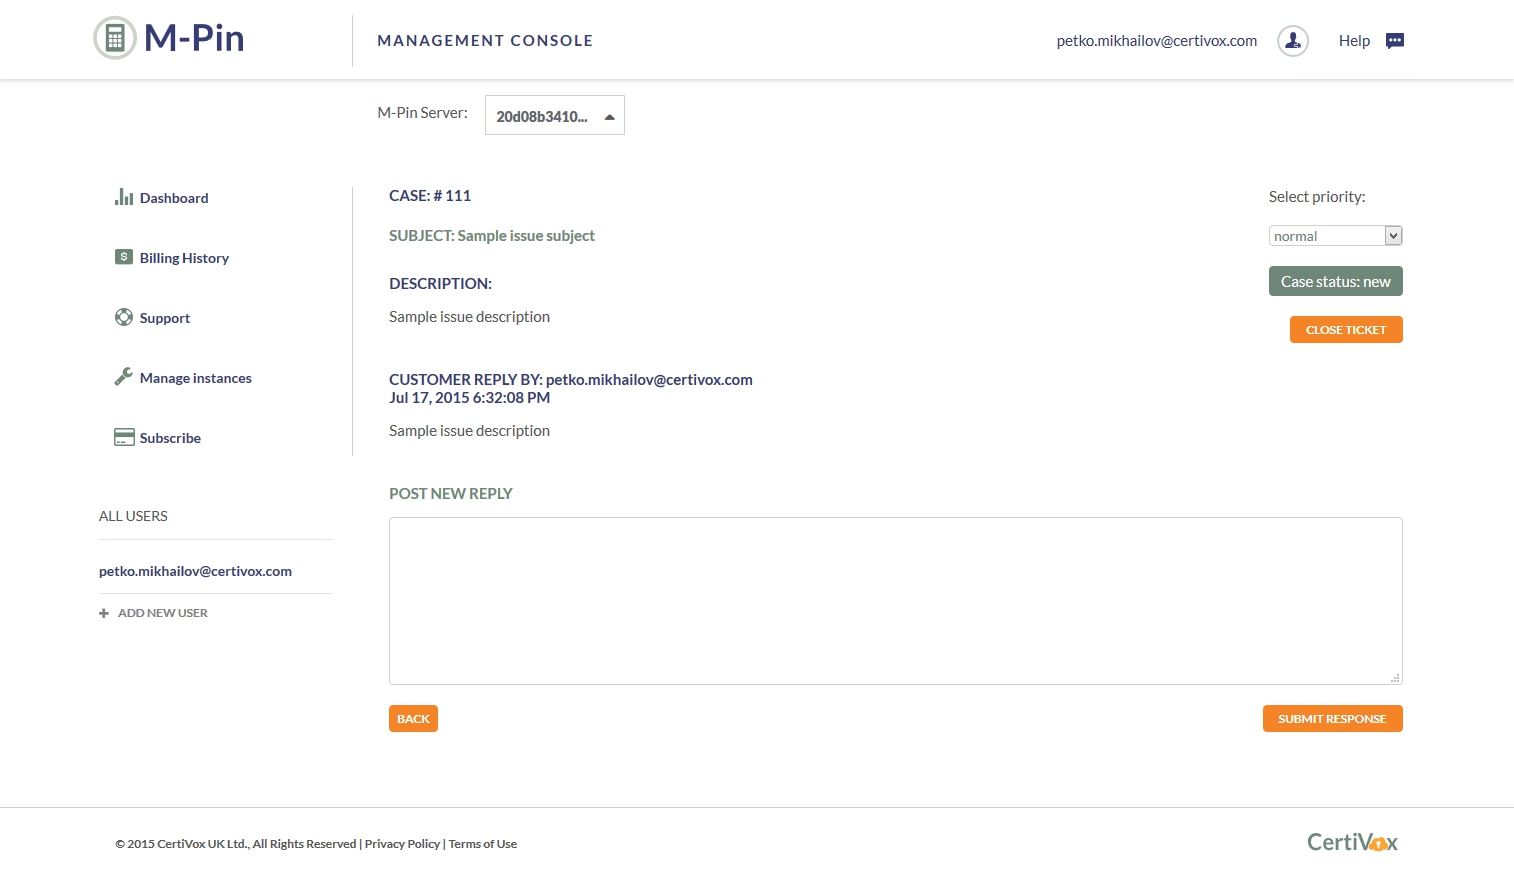 M-Pin
MANAGEMENT CONSOLE
petko.mikhailov@certivox.com
Help
M-Pin Server:
20d08b3410...
Dashboard
Billing History
Support
Manage instances
Subscribe
ALL USERS
petko.mikhailov@certivox.com
ADD NEW USER
CASE: # 111
SUBJECT: Sample issue subject
DESCRIPTION:
Sample issue description
CUSTOMER REPLY BY: petko.mikhailov@certivox.com
Jul 17, 2015 6:32:08 PM
Sample issue description
POST NEW REPLY
BACK
SUBMIT RESPONSE
Select priority:
normal
Case status: new
CLOSE TICKET
© 2015 CertiVox UK Ltd., All Rights Reserved | Privacy Policy | Terms of Use
CertiVox